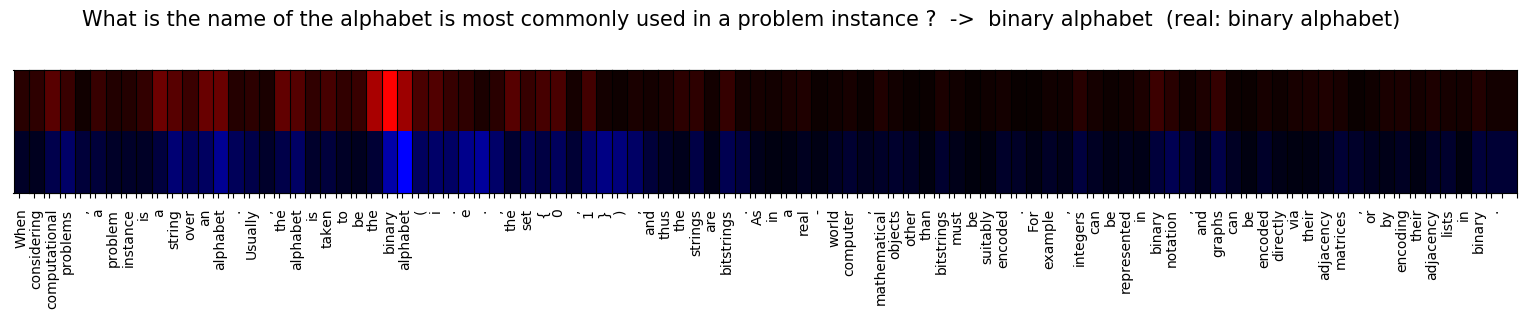 What is the name of the alphabet is most commonly used in a problem instance ?  ->  binary alphabet  (real: binary alphabet)
When considering computational problems , a problem instance is a string over an alphabet . Usually , the alphabet is taken to be the binary alphabet ( i . e . , the set { 0 , 1 } ) , and thus the strings are bitstrings . As in a real - world computer , mathematical objects other than bitstrings must be suitably encoded . For example , integers can be represented in binary notation , and graphs can be encoded directly via their adjacency matrices , or by encoding their adjacency lists in binary .